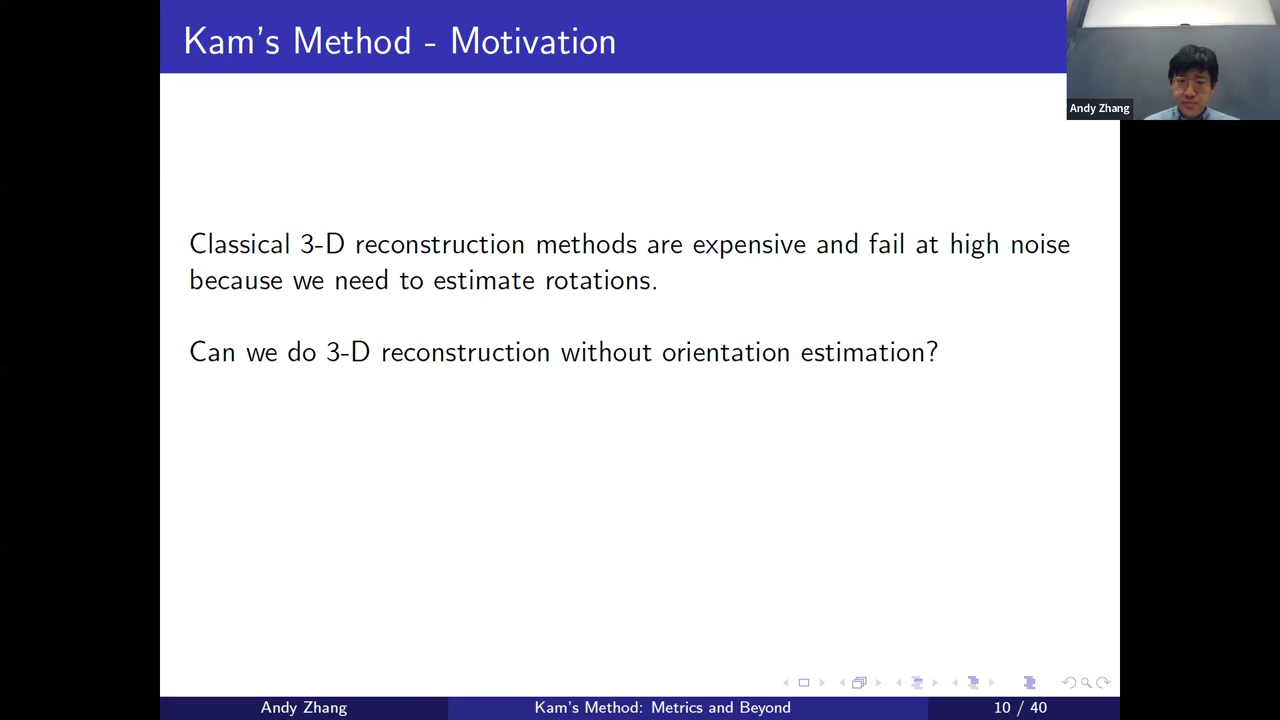 Kam's Method - Motivation
Andy Zhang
Classical 3-D reconstruction methods are expensive and fail at high noise
because we need to estimate rotations.
Can we do 3-D reconstruction without orientation estimation?
Andy Zhang
Kam's Method: Metrics and Beyond
10 / 40